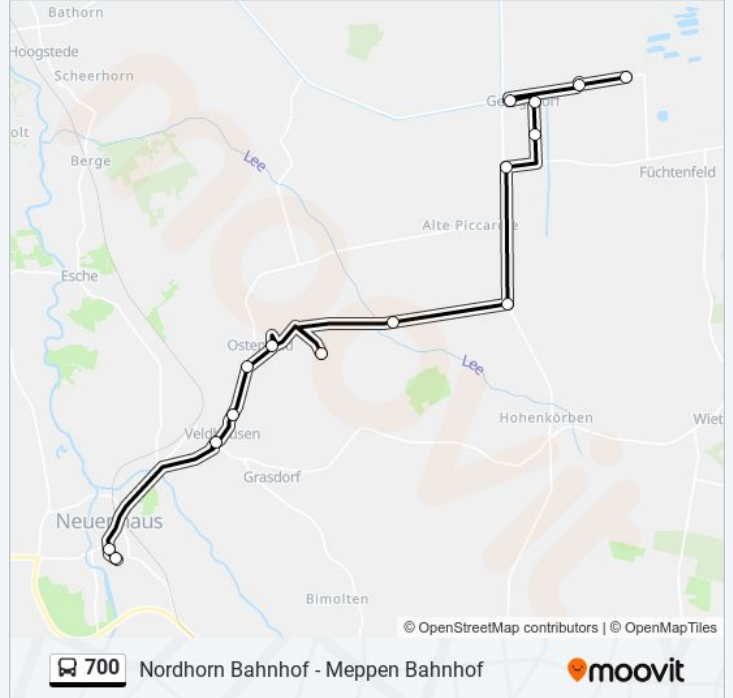 Bathorn
Hoogstede
Scheerhorn
olt
Berge
Lee
Füchtenfeld
Alte Piccardie
Esche
Lee
Hohenkörben
Wiet
Veldhausen
Grasdorf
Neuenhaus
Bimolten
© OpenStreetMap contributors | © OpenMapTiles
700 Nordhorn Bahnhof - Meppen Bahnhof
moovit
moovit